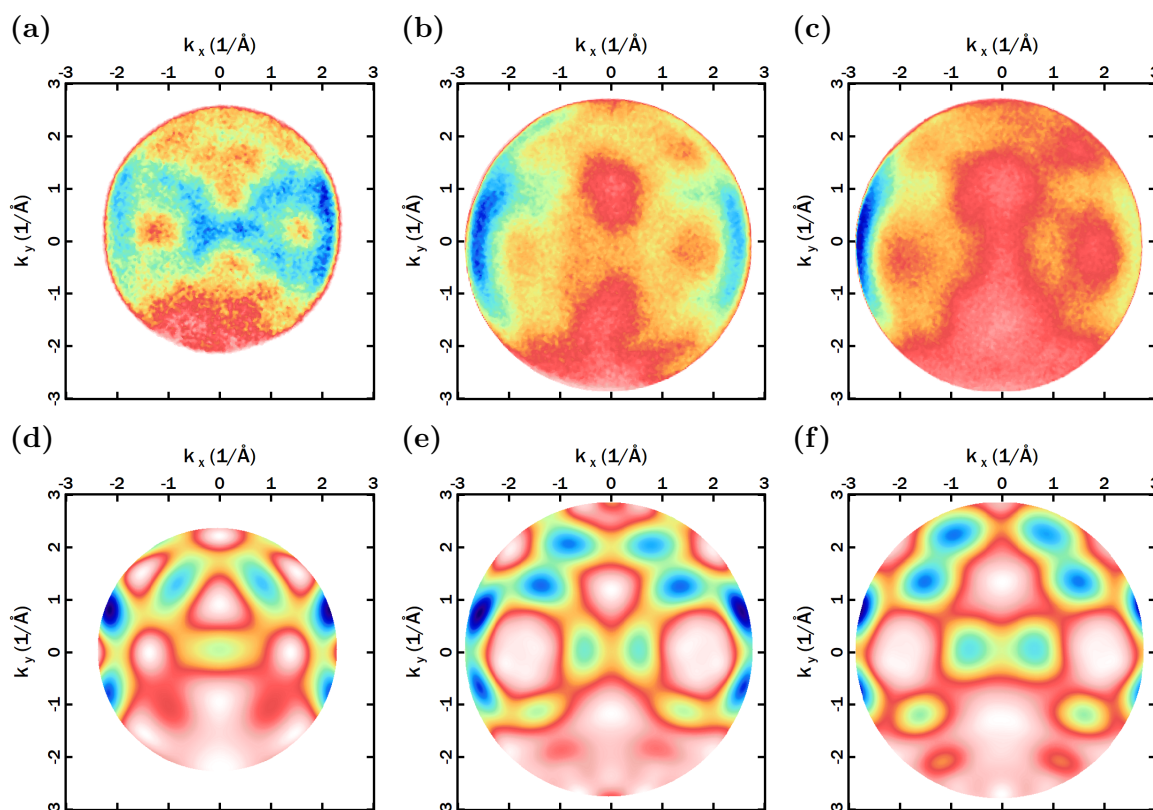 (a) (b) (c)
k x (1/Å) k x (1/Å) k x (1/Å)
-3 -2 -1 0 1 2 3 -2 -1 0 1 2 3 -2 -1 0 1 2 3
k y (1/Å) k y (1/Å) k y (1/Å)
3 2 1 0 -1 -2 -3
3 2 1 0 -1 -2 -3
3 2 1 0 -1 -2 -3
(d) (e) (f)
k x (1/Å) k x (1/Å) k x (1/Å)
-3 -2 -1 0 1 2 3 -2 -1 0 1 2 3 -2 -1 0 1 2 3
k y (1/Å) k y (1/Å) k y (1/Å)
3 2 1 0 -1 -2 -3
3 2 1 0 -1 -2 -3
3 2 1 0 -1 -2 -3